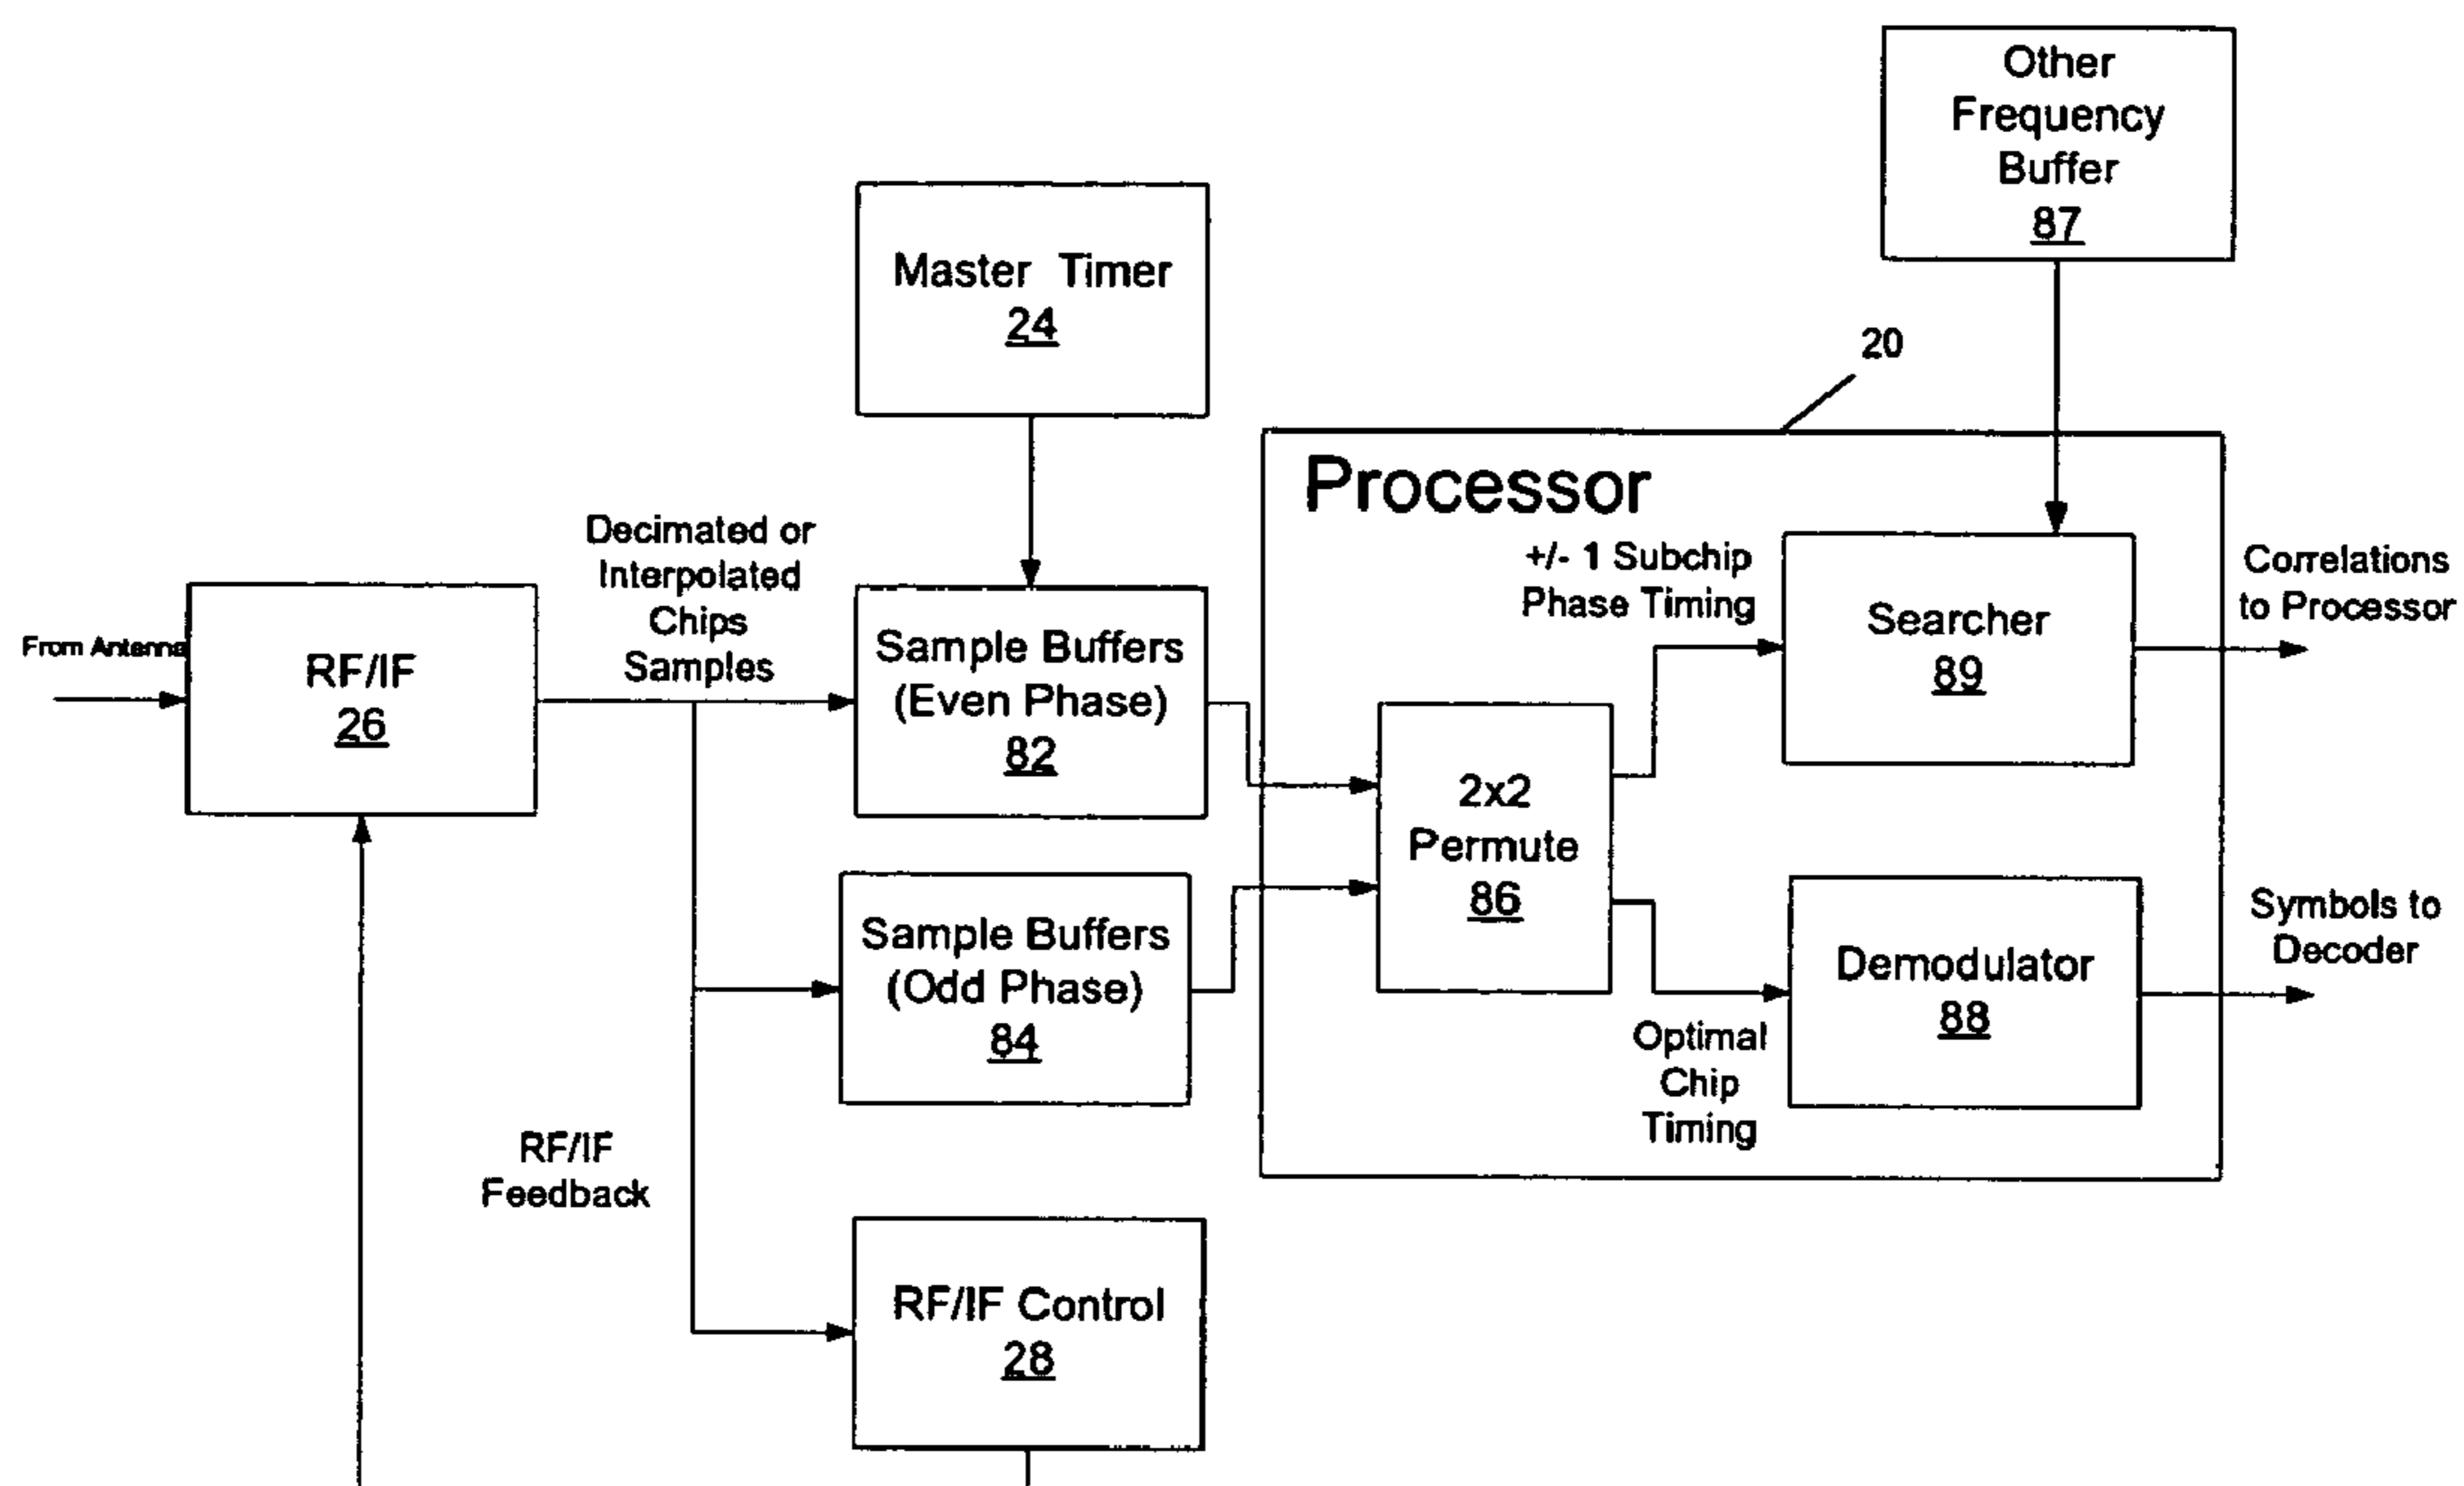 Other
Frequency
Buffer
87
Master Timer
24
20
Processor
Decimated or
Interpolated
Chips
Samples
+/- 1 Subchip
Phase Timing
Searcher
89
Correlations
to Processor
From Antenna
RF/IF
26
Sample Buffers
(Even Phase)
82
2x2
Permute
86
Sample Buffers
(Odd Phase)
84
Demodulator
88
Symbols to
Decoder
Optimal
Chip
Timing
RF/IF
Feedback
RF/IF Control
28